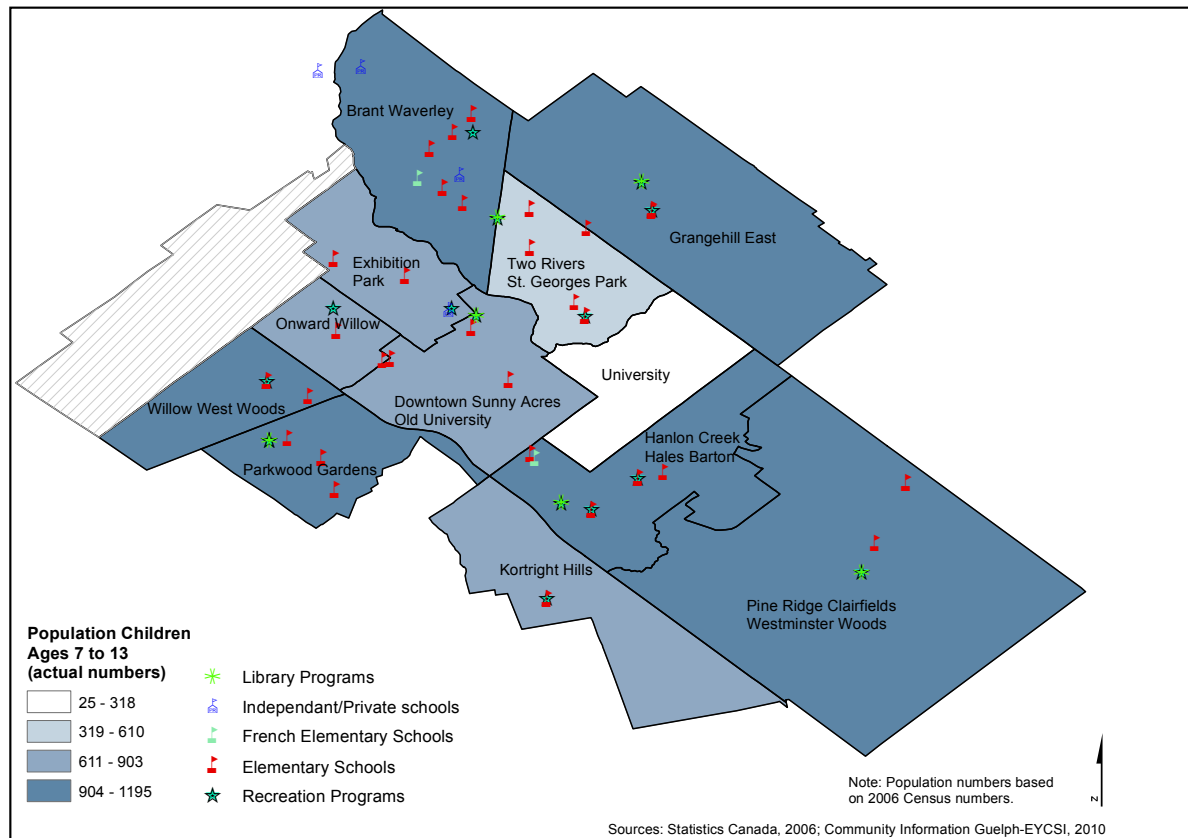 Brant Waverley
Grangehill East
Exhibition
Park
Two Rivers
St. Georges Park
Onward Willow
University
Willow West Woods
Downtown Sunny Acres
Old University
Hanlon Creek
Hales Barton
Parkwood Gardens
Kortright Hills
Pine Ridge Clairfields
Westminster Woods
Population Children
Ages 7 to 13
(actual numbers)
25 - 318
319 - 610
611 - 903
904 - 1195
Library Programs
Independant/Private schools
French Elementary Schools
Elementary Schools
Recreation Programs
Note: Population numbers based
on 2006 Census numbers.
N
Sources: Statistics Canada, 2006; Community Information Guelph-EYCSI, 2010